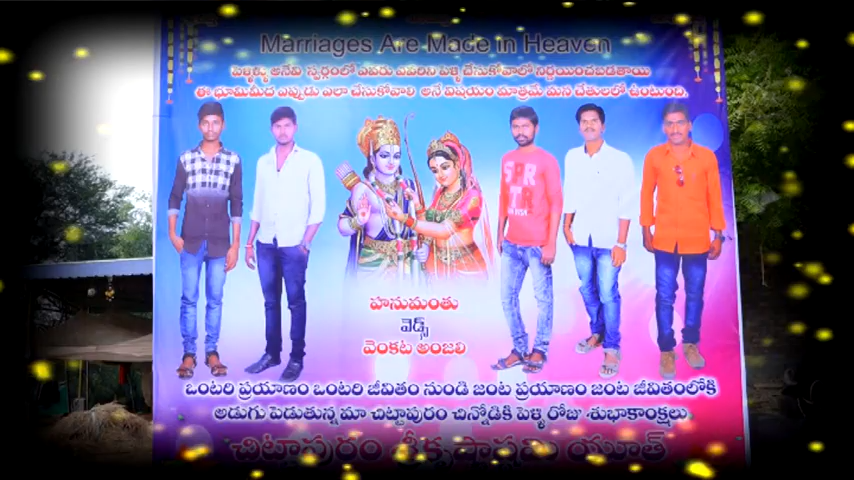 Marriages Are Made in Heaven
పెళ్ళిళ్ళు అనేవి స్వర్గంలో ఎవరు ఎవరిని పెళ్ళి చేసుకోవాలో నిర్ణయించబడతాయి
ఈ భూమిమీద ఎప్పుడు ఎలా చేసుకోవాలి అనే విషయం మాత్రమే మన చేతులలో ఉంటుంది.
హనుమంతు
వెడ్స్
వెంకట అంజలి
ఒంటరి ప్రయాణం ఒంటరి జీవితం నుండి జంట ప్రయాణం జంట జీవితంలోకి
అడుగు పెడుతున్న మా చిట్టాపురం చిన్నోడికి పెళ్ళి రోజు శుభాకాంక్షలు
చిట్టాపురం శ్రీకృష్ణాష్టమి యూత్